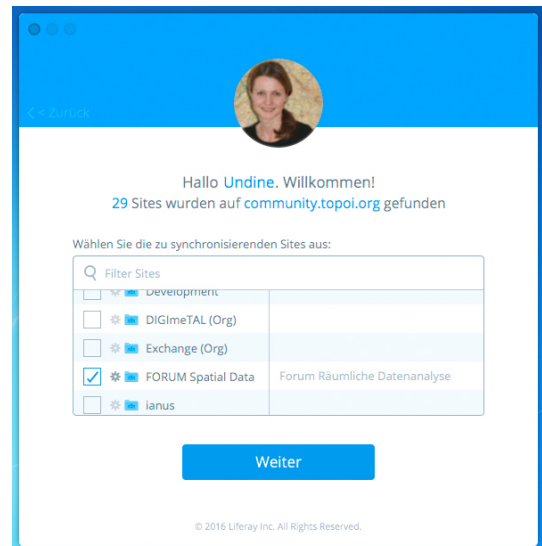 < Zurück
Hallo Undine. Willkommen!
29 Sites wurden auf community.topoi.org gefunden
Wählen Sie die zu synchronisierenden Sites aus:
Filter Sites
Development
DIGImeTAL (Org)
Exchange (Org)
FORUM Spatial Data Forum Räumliche Datenanalyse
ianus
Weiter
© 2016 Liferay Inc. All Rights Reserved.